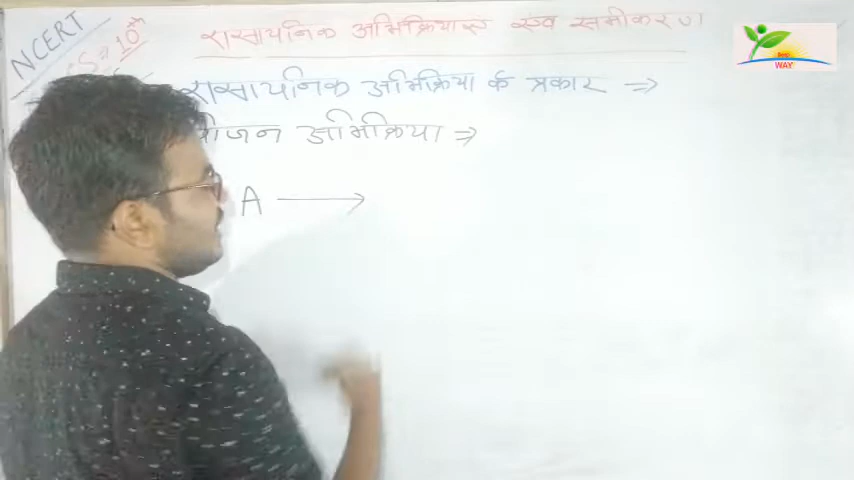 NCERT
10th
रासायनिक अभिक्रियाए एवं समीकरण
रासायनिक अभिक्रिया के प्रकार ⇒
योजन अभिक्रिया ⇒
A ⟶
WAY